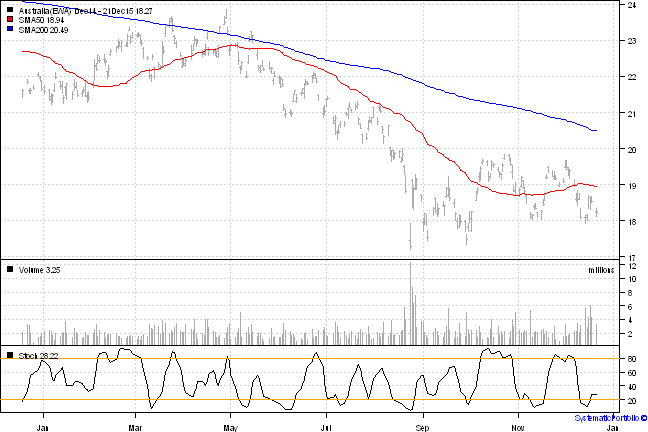 Australia(EWA) Dec14 - 21Dec15 18.27
SMA50 18.94
SMA200 20.49
24
23
22
21
20
19
18
17
Volume 3.25
millions
12
10
8
6
4
2
Stoch 28.22
80
60
40
20
Jan Mar May Jul Sep Nov Jan
SystematicPortfolio ©